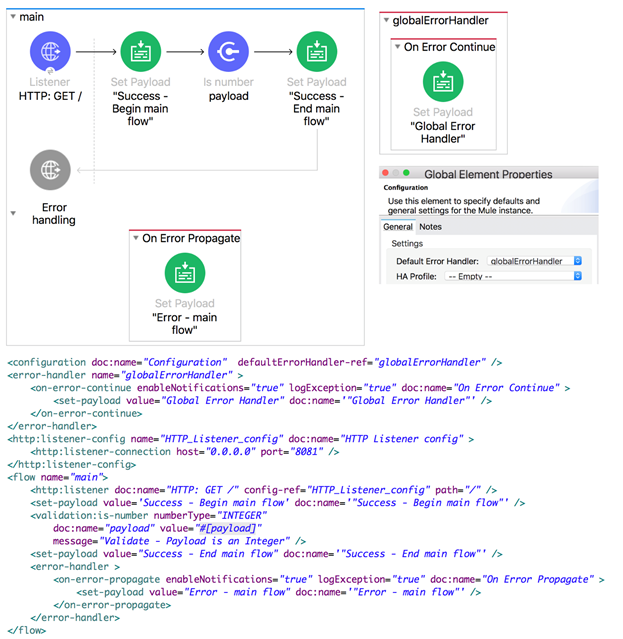 main
Listener
HTTP: GET /
Set Payload
"Success -
Begin main
flow"
Is number
payload
Set Payload
"Success -
End main
flow"
Error
handling
On Error Propagate
Set Payload
"Error - main
flow"
globalErrorHandler
On Error Continue
Set Payload
"Global Error
Handler"
Global Element Properties
Configuration
Use this element to specify defaults and
general settings for the Mule instance.
General Notes
Settings
Default Error Handler: globalErrorHandler
HA Profile: -- Empty --
<configuration doc:name="Configuration" defaultErrorHandler-ref="globalErrorHandler" />
<error-handler name="globalErrorHandler" >
<on-error-continue enableNotifications="true" logException="true" doc:name="On Error Continue" >
<set-payload value="Global Error Handler" doc:name='"Global Error Handler"' />
</on-error-continue>
</error-handler>
<http:listener-config name="HTTP_Listener_config" doc:name="HTTP Listener config" >
<http:listener-connection host="0.0.0.0" port="8081" />
</http:listener-config>
<flow name="main">
<http:listener doc:name="HTTP: GET /" config-ref="HTTP_Listener_config" path="/" />
<set-payload value='Success - Begin main flow' doc:name='"Success - Begin main flow"' />
<validation:is-number numberType="INTEGER"
doc:name="payload" value="#[payload]"
message="Validate - Payload is an Integer" />
<set-payload value="Success - End main flow" doc:name='"Success - End main flow"' />
<error-handler >
<on-error-propagate enableNotifications="true" logException="true" doc:name="On Error Propagate" >
<set-payload value="Error - main flow" doc:name='"Error - main flow"' />
</on-error-propagate>
</error-handler>
</flow>